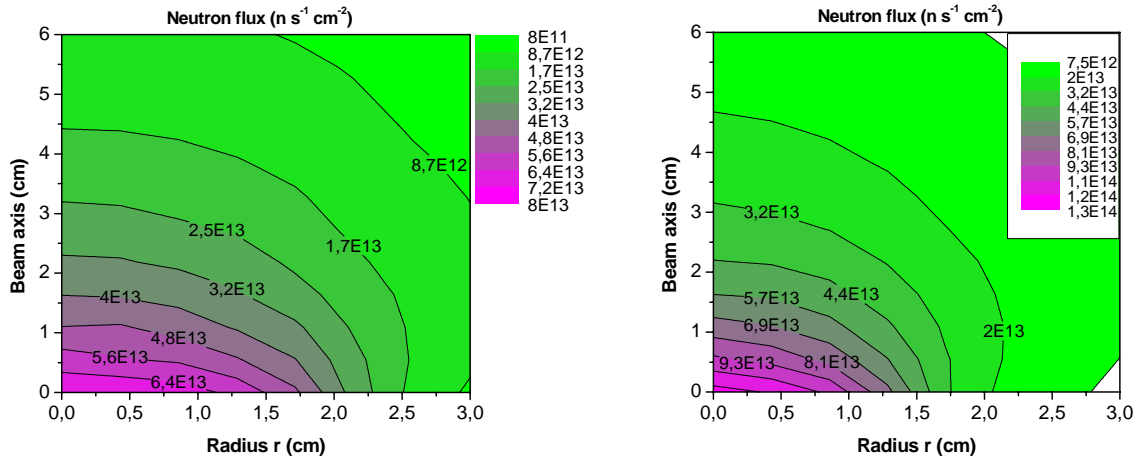 Neutron flux (n s⁻¹ cm⁻²)
6
5
4
3
2
1
0
Beam axis (cm)
8,7E12
1,7E13
2,5E13
3,2E13
4E13
4,8E13
5,6E13
6,4E13
0,0 0,5 1,0 1,5 2,0 2,5 3,0
Radius r (cm)
8E11
8,7E12
1,7E13
2,5E13
3,2E13
4E13
4,8E13
5,6E13
6,4E13
7,2E13
8E13
Neutron flux (n s⁻¹ cm⁻²)
6
5
4
3
2
1
0
Beam axis (cm)
3,2E13
4,4E13
5,7E13
6,9E13
2E13
9,3E13
8,1E13
0,0 0,5 1,0 1,5 2,0 2,5 3,0
Radius r (cm)
7,5E12
2E13
3,2E13
4,4E13
5,7E13
6,9E13
8,1E13
9,3E13
1,1E14
1,2E14
1,3E14